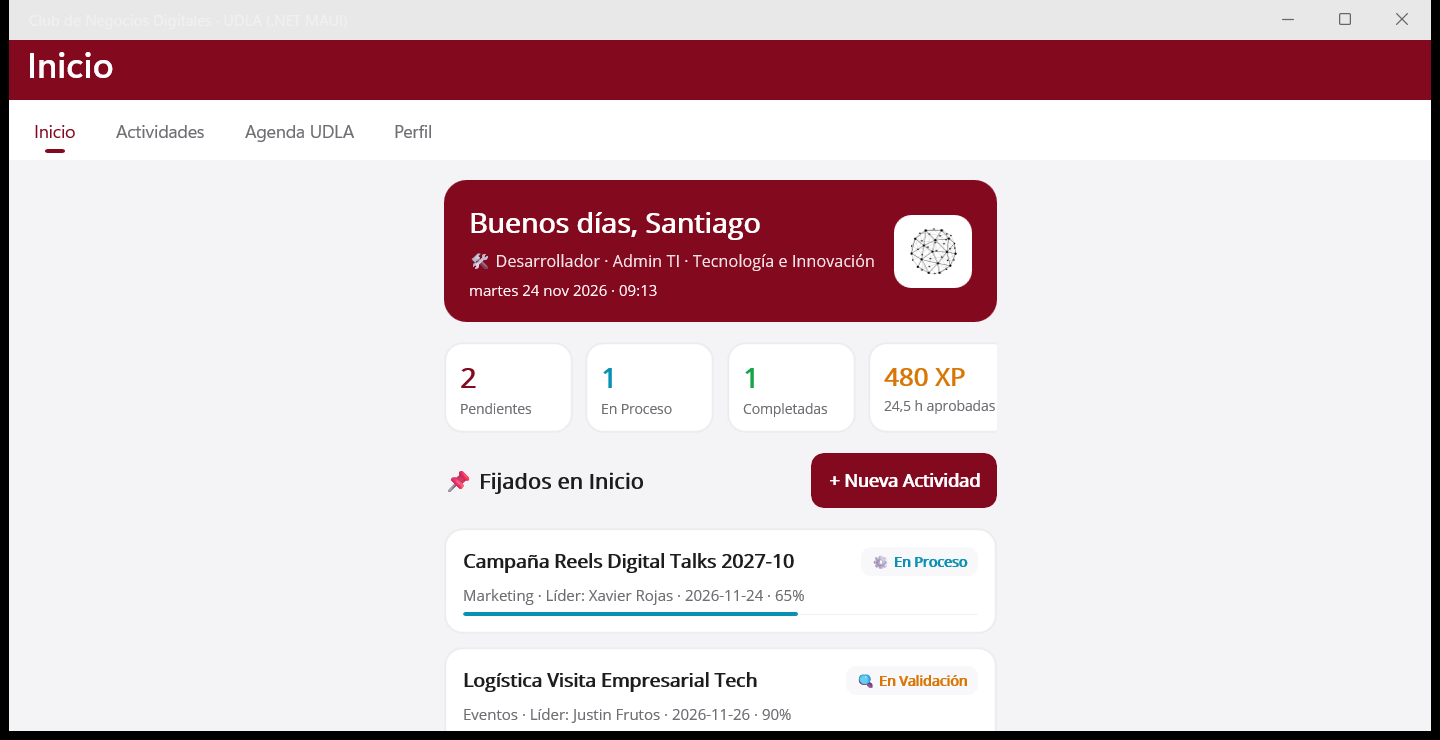 Club de Negocios Digitales - UDLA (.NET MAUI)
Inicio
Inicio Actividades Agenda UDLA Perfil
Buenos días, Santiago
🛠 Desarrollador · Admin TI · Tecnología e Innovación
martes 24 nov 2026 · 09:13
2 1 1 480 XP
Pendientes En Proceso Completadas 24,5 h aprobadas
📌 Fijados en Inicio + Nueva Actividad
Campaña Reels Digital Talks 2027-10 ⚙ En Proceso
Marketing · Líder: Xavier Rojas · 2026-11-24 · 65%
Logística Visita Empresarial Tech 🔍 En Validación
Eventos · Líder: Justin Frutos · 2026-11-26 · 90%